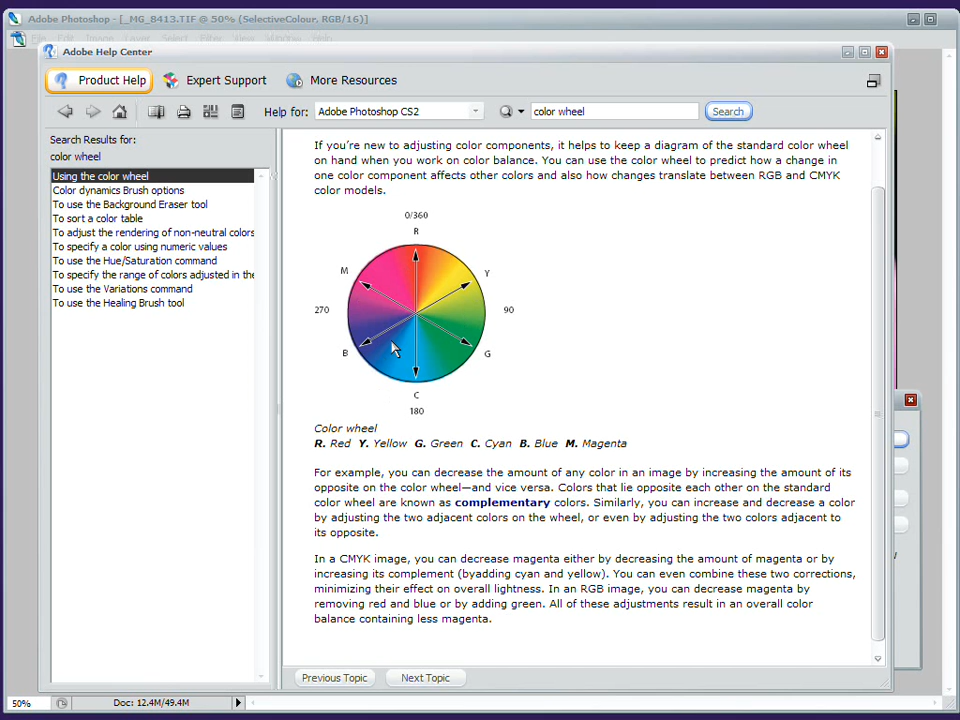 Adobe Photoshop - [_MG_8413.TIF @ 50% (SelectiveColour, RGB/16)]
File Edit Image Layer Select Filter View Window Help
Adobe Help Center
Product Help Expert Support More Resources
Help for: Adobe Photoshop CS2 color wheel Search
Search Results for:
color wheel
Using the color wheel
Color dynamics Brush options
To use the Background Eraser tool
To sort a color table
To adjust the rendering of non-neutral colors
To specify a color using numeric values
To use the Hue/Saturation command
To specify the range of colors adjusted in the
To use the Variations command
To use the Healing Brush tool
If you're new to adjusting color components, it helps to keep a diagram of the standard color wheel
on hand when you work on color balance. You can use the color wheel to predict how a change in
one color component affects other colors and also how changes translate between RGB and CMYK
color models.
0/360
R
M
Y
270
90
B
G
C
180
Color wheel
R. Red Y. Yellow G. Green C. Cyan B. Blue M. Magenta
For example, you can decrease the amount of any color in an image by increasing the amount of its
opposite on the color wheel—and vice versa. Colors that lie opposite each other on the standard
color wheel are known as complementary colors. Similarly, you can increase and decrease a color
by adjusting the two adjacent colors on the wheel, or even by adjusting the two colors adjacent to
its opposite.
In a CMYK image, you can decrease magenta either by decreasing the amount of magenta or by
increasing its complement (byadding cyan and yellow). You can even combine these two corrections,
minimizing their effect on overall lightness. In an RGB image, you can decrease magenta by
removing red and blue or by adding green. All of these adjustments result in an overall color
balance containing less magenta.
Previous Topic Next Topic
50% Doc: 12.4M/49.4M